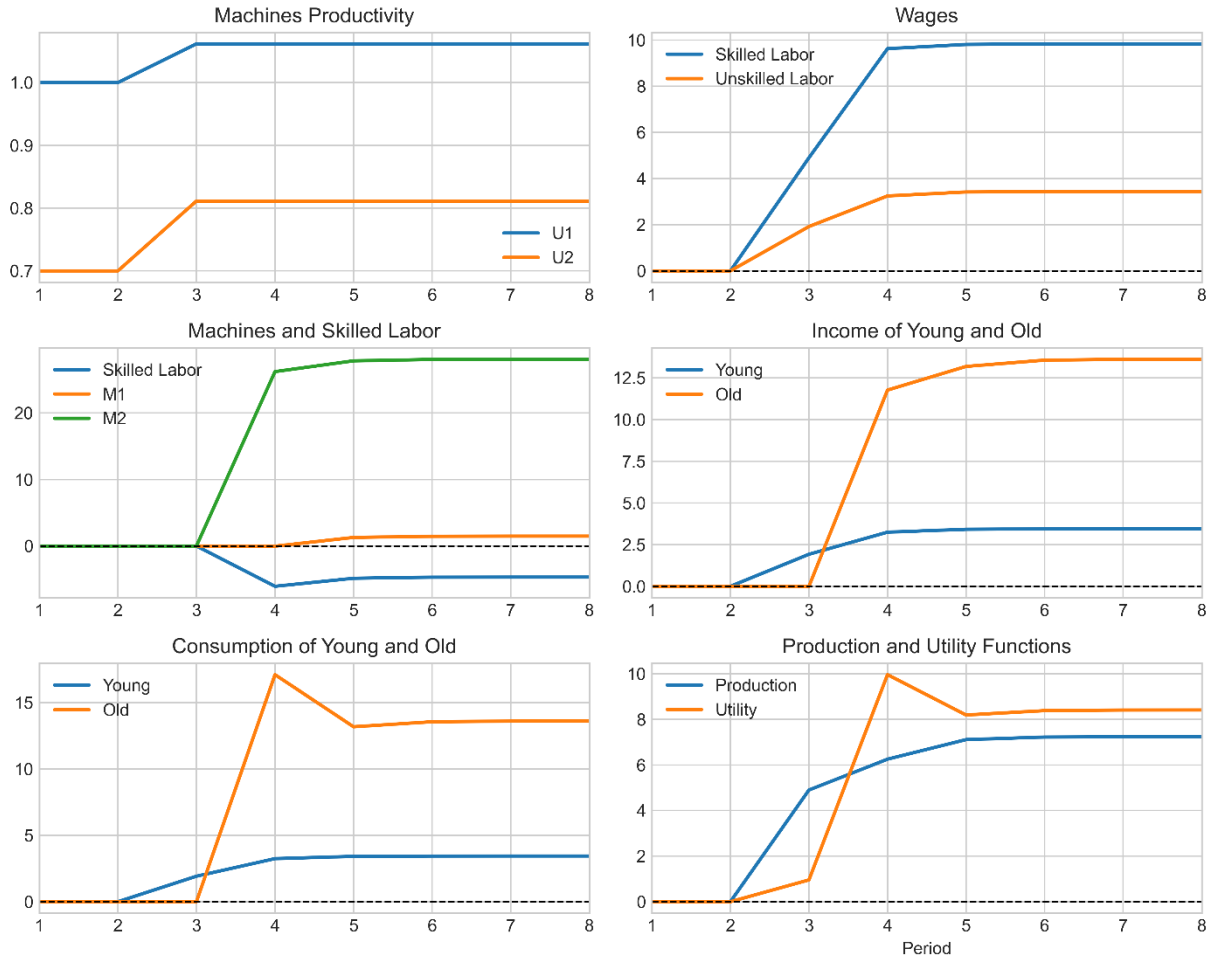 Machines Productivity
1.0
0.9
0.8
0.7
U1
U2
1 2 3 4 5 6 7 8
Wages
10
8
6
4
2
0
Skilled Labor
Unskilled Labor
1 2 3 4 5 6 7 8
Machines and Skilled Labor
20
10
0
Skilled Labor
M1
M2
1 2 3 4 5 6 7 8
Income of Young and Old
12.5
10.0
7.5
5.0
2.5
0.0
Young
Old
1 2 3 4 5 6 7 8
Consumption of Young and Old
15
10
5
0
Young
Old
1 2 3 4 5 6 7 8
Production and Utility Functions
10
8
6
4
2
0
Production
Utility
1 2 3 4 5 6 7 8
Period